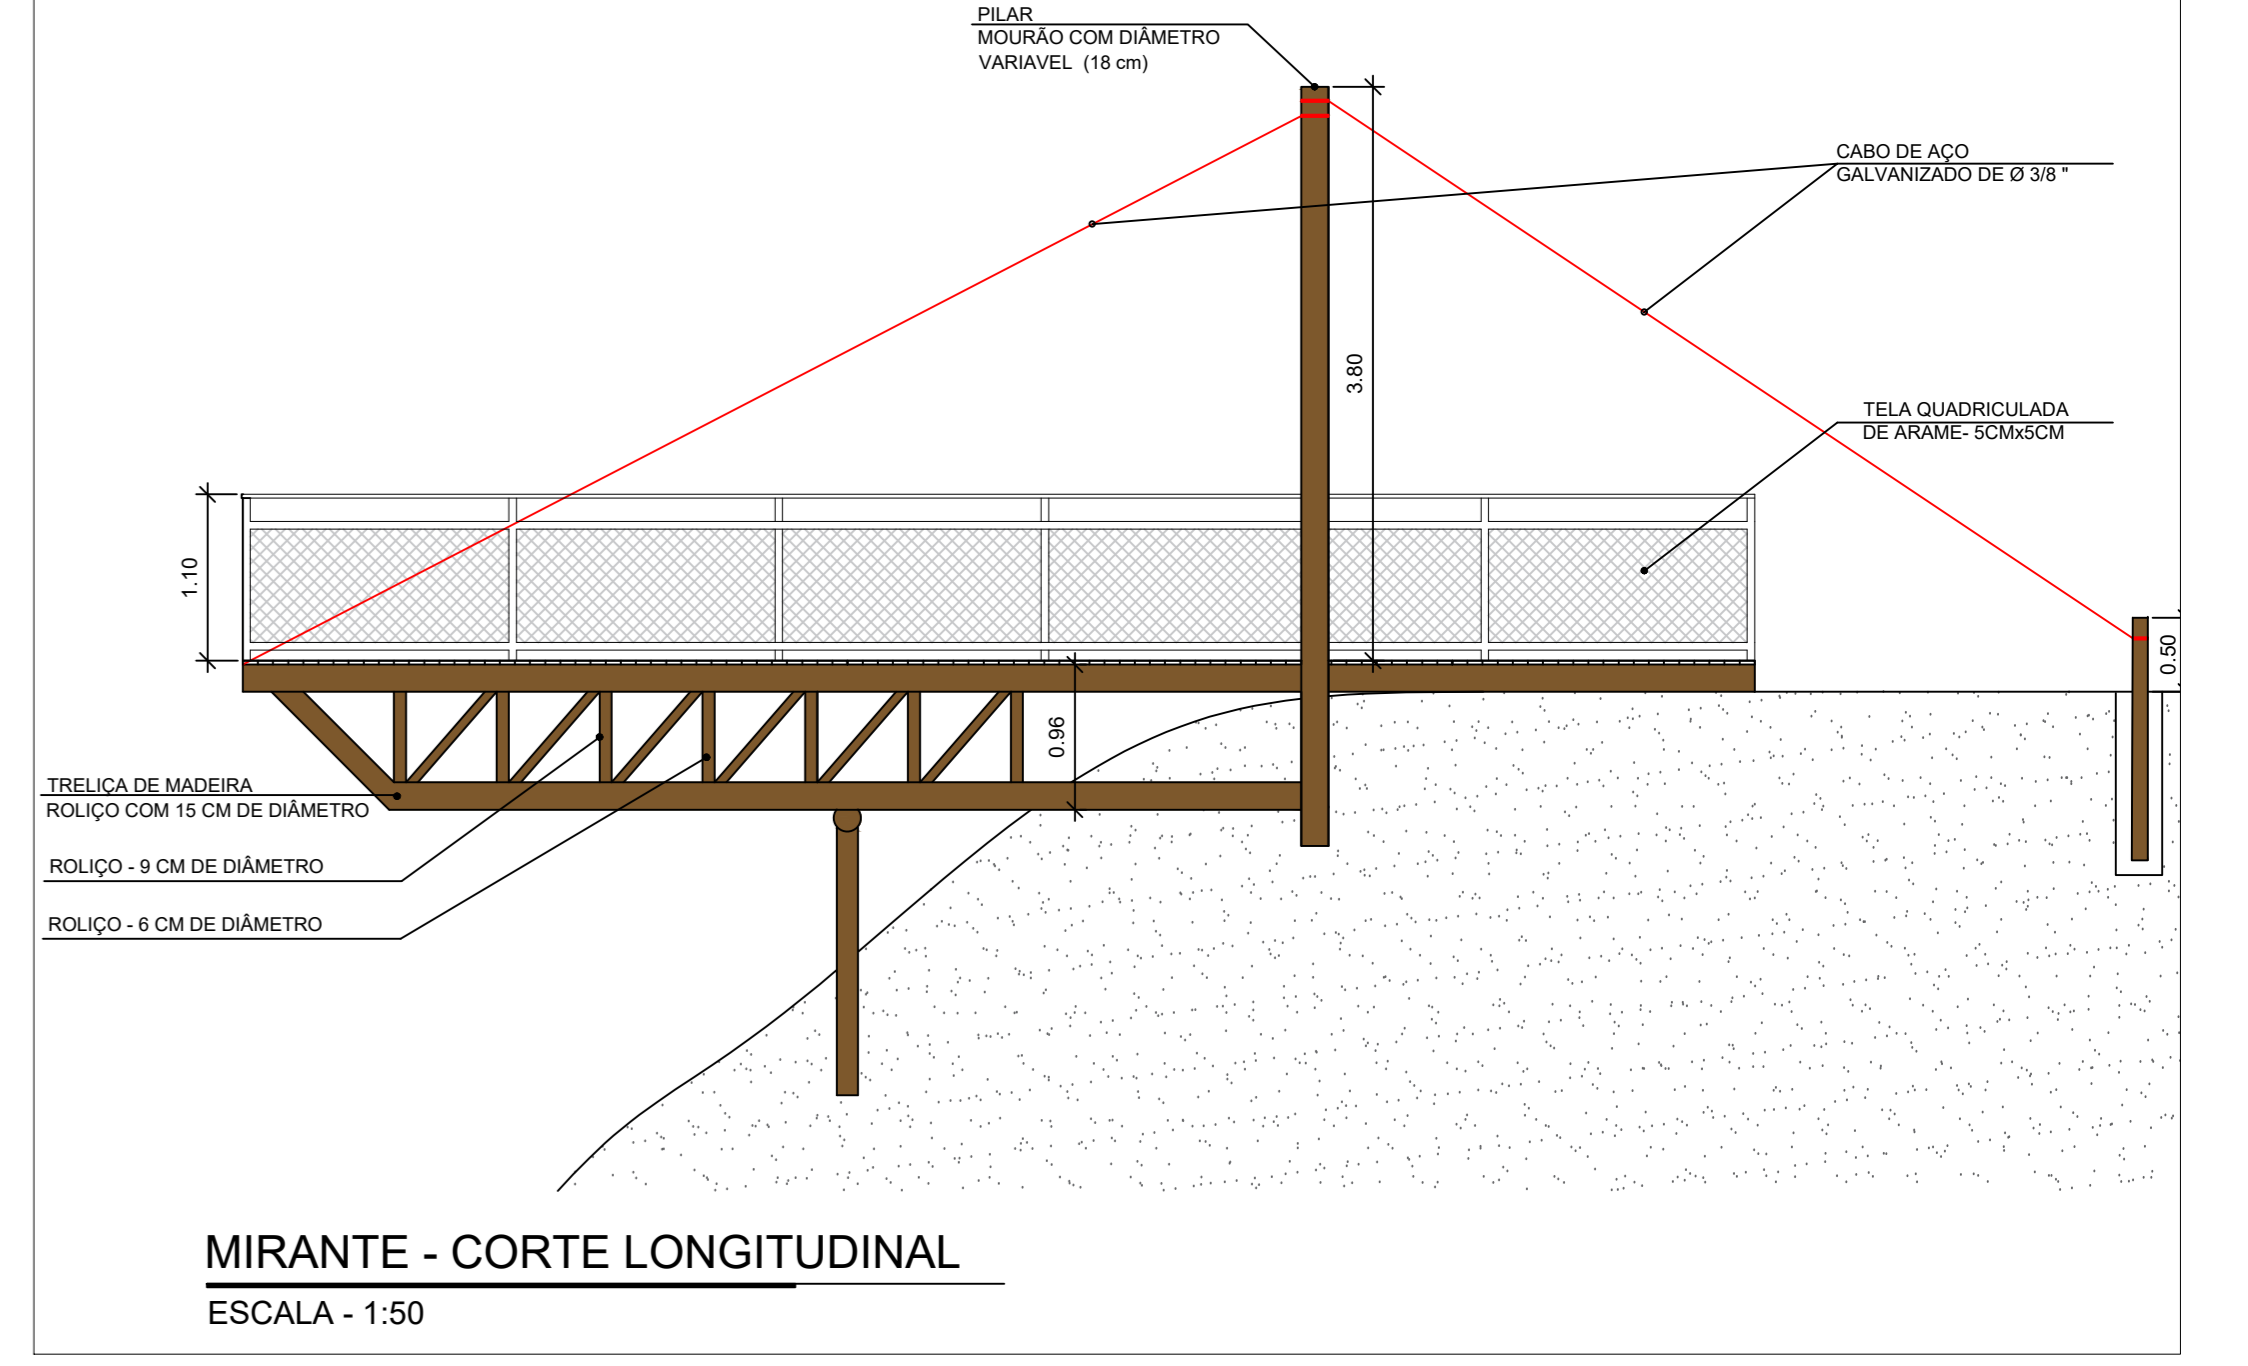 PILAR
MOURÃO COM DIÂMETRO
VARIAVEL (18 cm)
CABO DE AÇO
GALVANIZADO DE Ø 3/8 "
3.80
TELA QUADRICULADA
DE ARAME- 5CMx5CM
1.10
0.50
0.96
TRELIÇA DE MADEIRA
ROLIÇO COM 15 CM DE DIÂMETRO
ROLIÇO - 9 CM DE DIÂMETRO
ROLIÇO - 6 CM DE DIÂMETRO
MIRANTE - CORTE LONGITUDINAL
ESCALA - 1:50